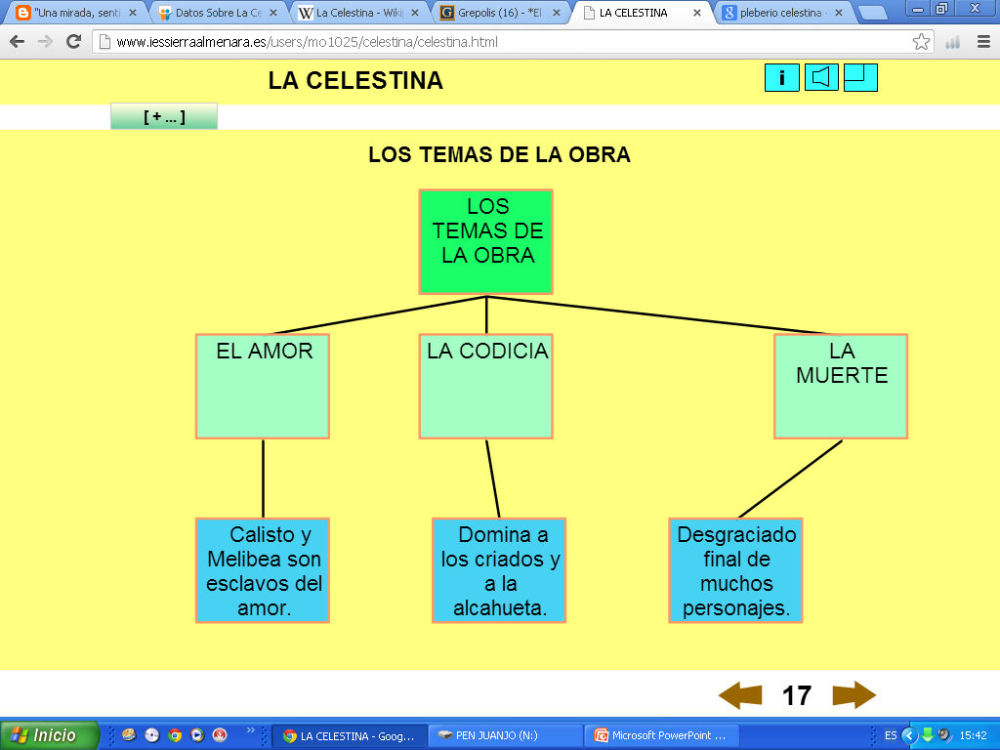 "Una mirada, senti
Datos Sobre La Ce
La Celestina - Wiki
Grepolis (16) - *El
LA CELESTINA
pleberio celestina -
www.iessierraalmenara.es/users/mo1025/celestina/celestina.html
LA CELESTINA
i
[ + ... ]
LOS TEMAS DE LA OBRA
LOS
TEMAS DE
LA OBRA
EL AMOR
LA CODICIA
LA
MUERTE
Calisto y
Melibea son
esclavos del
amor.
Domina a
los criados y
a la
alcahueta.
Desgraciado
final de
muchos
personajes.
17
Inicio
LA CELESTINA - Goog...
PEN JUANJO (N:)
Microsoft PowerPoint ...
ES
15:42